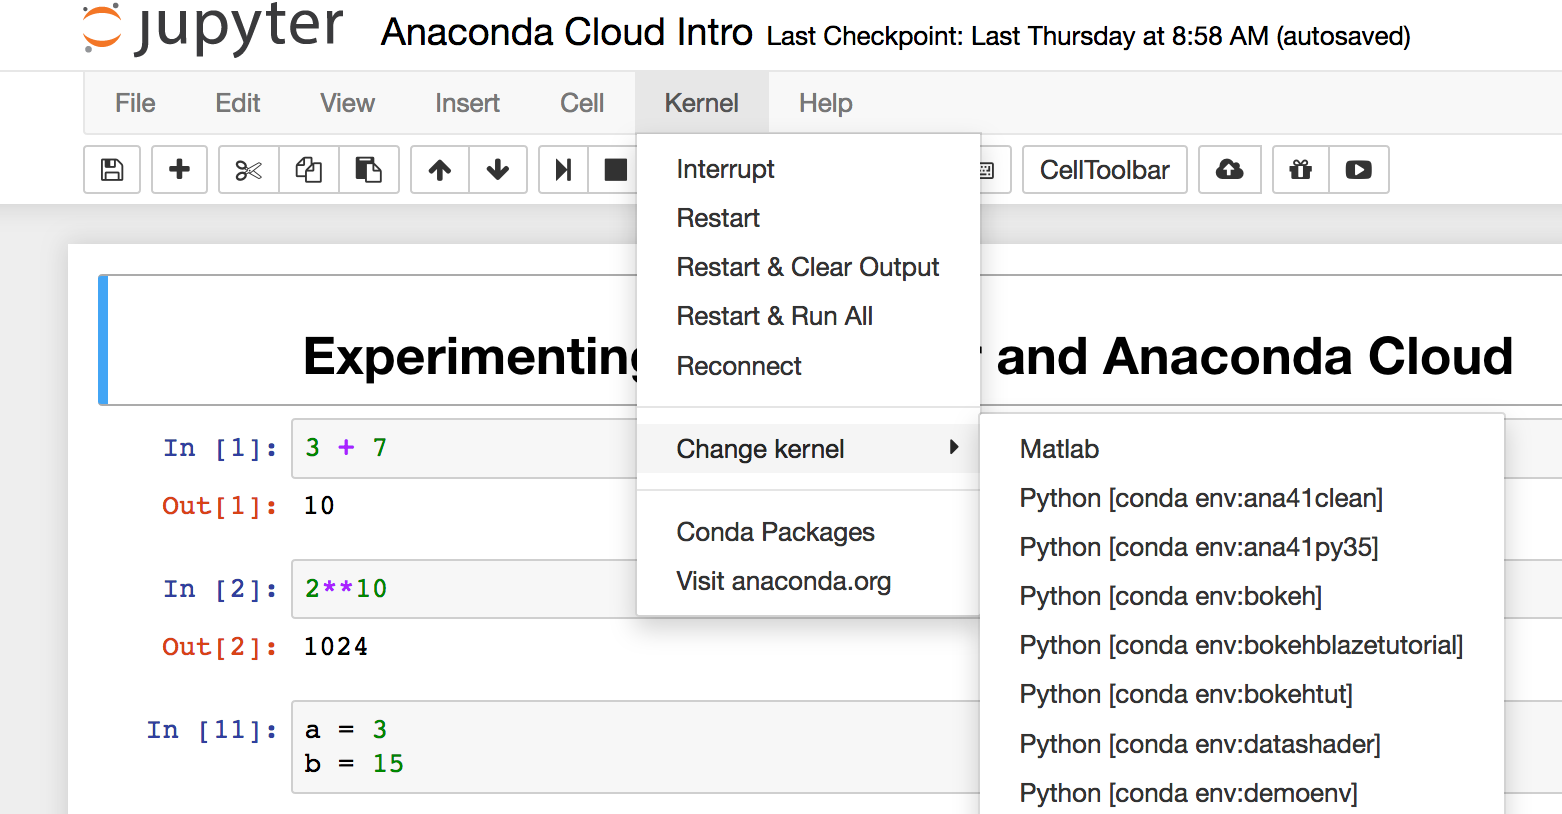 jupyter Anaconda Cloud Intro Last Checkpoint: Last Thursday at 8:58 AM (autosaved)
File Edit View Insert Cell Kernel Help
CellToolbar
Interrupt
Restart
Restart & Clear Output
Restart & Run All
Reconnect
Change kernel
Conda Packages
Visit anaconda.org
Matlab
Python [conda env:ana41clean]
Python [conda env:ana41py35]
Python [conda env:bokeh]
Python [conda env:bokehblazetutorial]
Python [conda env:bokehtut]
Python [conda env:datashader]
Python [conda env:demoenv]
Experimenting and Anaconda Cloud
In [1]: 3 + 7
Out[1]: 10
In [2]: 2**10
Out[2]: 1024
In [11]: a = 3
b = 15